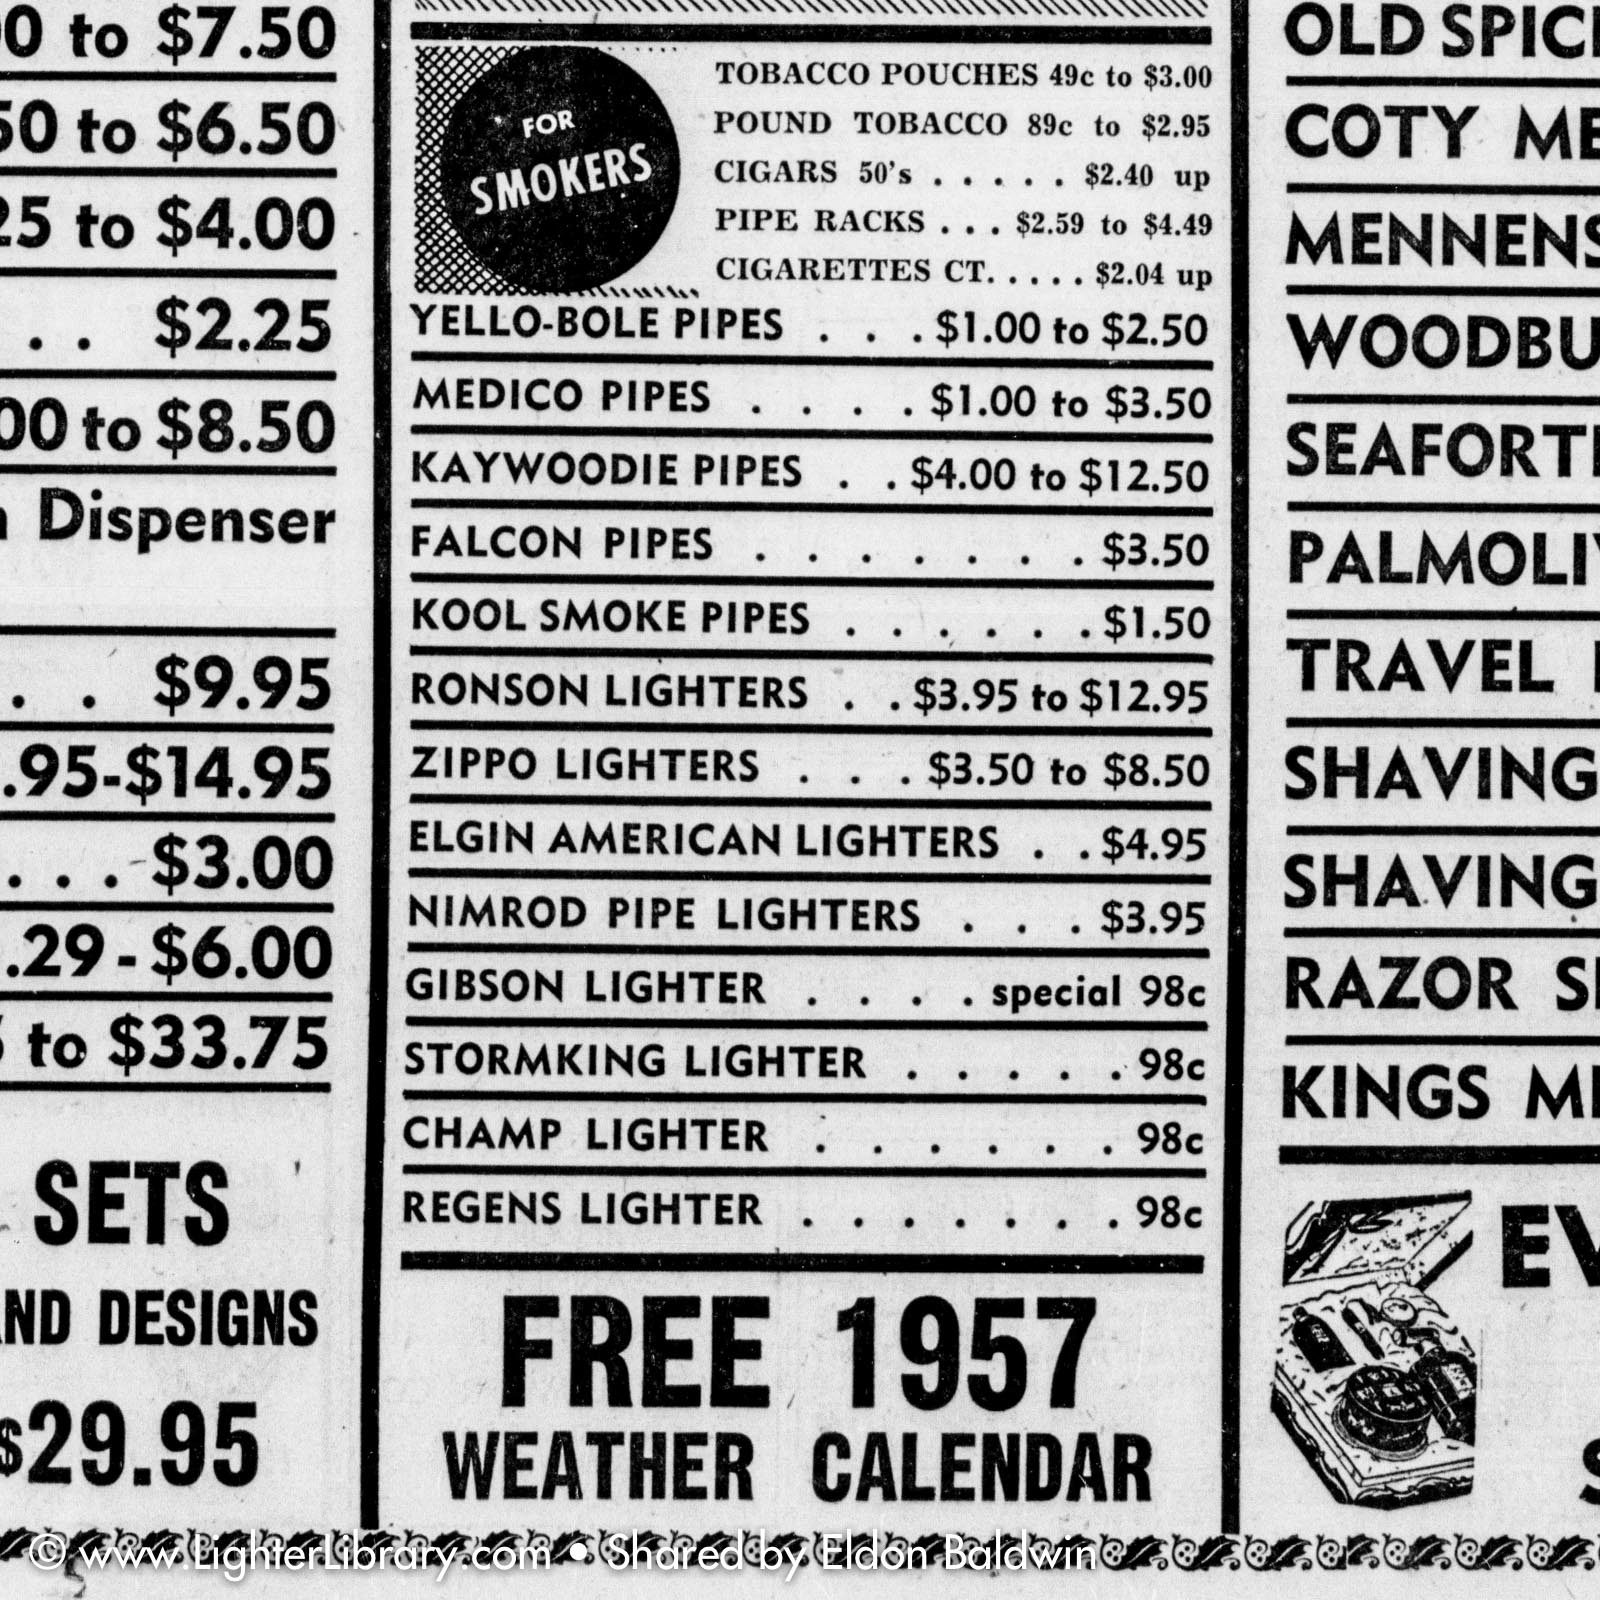 00 to $7.50
50 to $6.50
25 to $4.00
. . $2.25
00 to $8.50
Dispenser
. . $9.95
.95-$14.95
. . . $3.00
.29 - $6.00
to $33.75
SETS
AND DESIGNS
$29.95
FOR
SMOKERS
TOBACCO POUCHES 49c to $3.00
POUND TOBACCO 89c to $2.95
CIGARS 50's . . . . . $2.40 up
PIPE RACKS . . . $2.59 to $4.49
CIGARETTES CT. . . . . $2.04 up
YELLO-BOLE PIPES . . . $1.00 to $2.50
MEDICO PIPES . . . . $1.00 to $3.50
KAYWOODIE PIPES . . $4.00 to $12.50
FALCON PIPES . . . . . . . $3.50
KOOL SMOKE PIPES . . . . . . $1.50
RONSON LIGHTERS . . $3.95 to $12.95
ZIPPO LIGHTERS . . . $3.50 to $8.50
ELGIN AMERICAN LIGHTERS . . $4.95
NIMROD PIPE LIGHTERS . . . $3.95
GIBSON LIGHTER . . . . special 98c
STORMKING LIGHTER . . . . . 98c
CHAMP LIGHTER . . . . . . 98c
REGENS LIGHTER . . . . . . . 98c
FREE 1957
WEATHER CALENDAR
OLD SPICE
COTY ME
MENNENS
WOODBU
SEAFORTH
PALMOLIV
TRAVEL
SHAVING
SHAVING
RAZOR S
KINGS ME
EV
S
© www.LighterLibrary.com • Shared by Eldon Baldwin